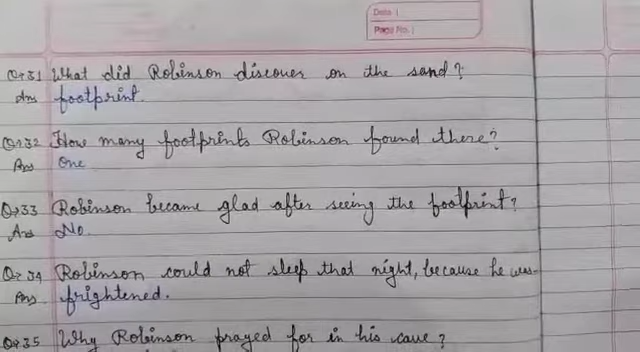 Date |
Page No. |
Q.31 What did Robinson discover on the sand?
Ans footprint.
Q.32 How many footprints Robinson found there?
Ans One
Q.33 Robinson became glad after seeing the footprint?
Ans No.
Q.34 Robinson could not sleep that night, because he was
Ans frightened.
Q.35 Why Robinson prayed for in his cave?